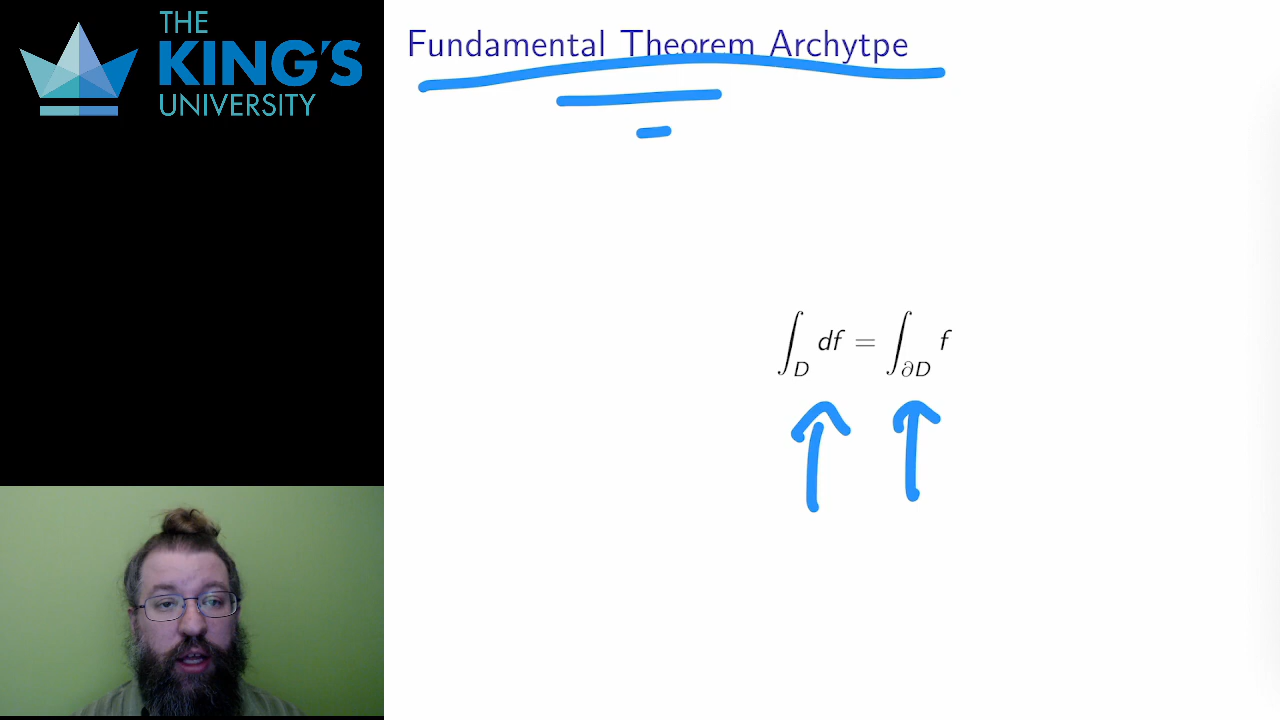 THE
KING'S
UNIVERSITY
Fundamental Theorem Archytpe
∫_D df = ∫_∂D f